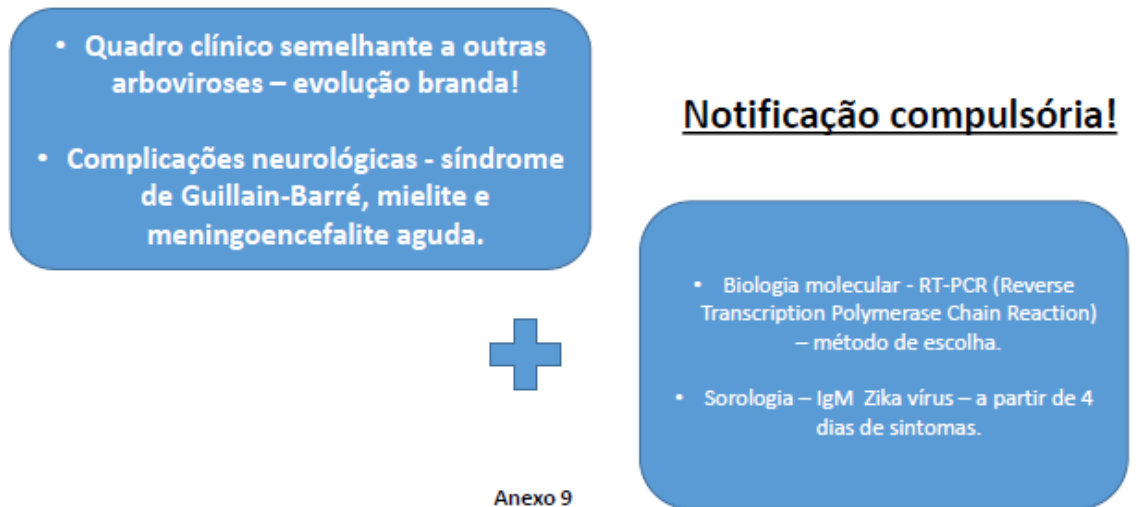 • Quadro clínico semelhante a outras
arboviroses – evolução branda!
• Complicações neurológicas - síndrome
de Guillain-Barré, mielite e
meningoencefalite aguda.
Notificação compulsória!
• Biologia molecular - RT-PCR (Reverse
Transcription Polymerase Chain Reaction)
– método de escolha.
• Sorologia – IgM Zika vírus – a partir de 4
dias de sintomas.
Anexo 9